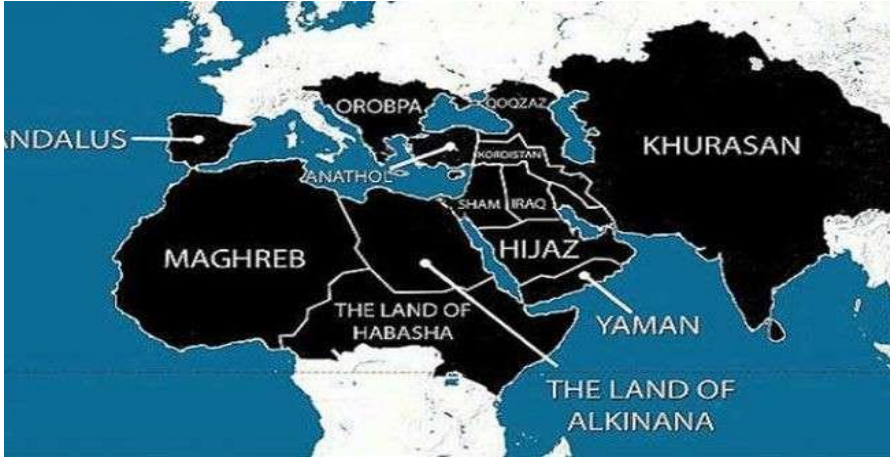 OROBPA
QOQZAZ
ANDALUS
KHURASAN
ANATHOL
KORDISTAN
SHAM
IRAQ
MAGHREB
HIJAZ
THE LAND OF
HABASHA
YAMAN
THE LAND OF
ALKINANA